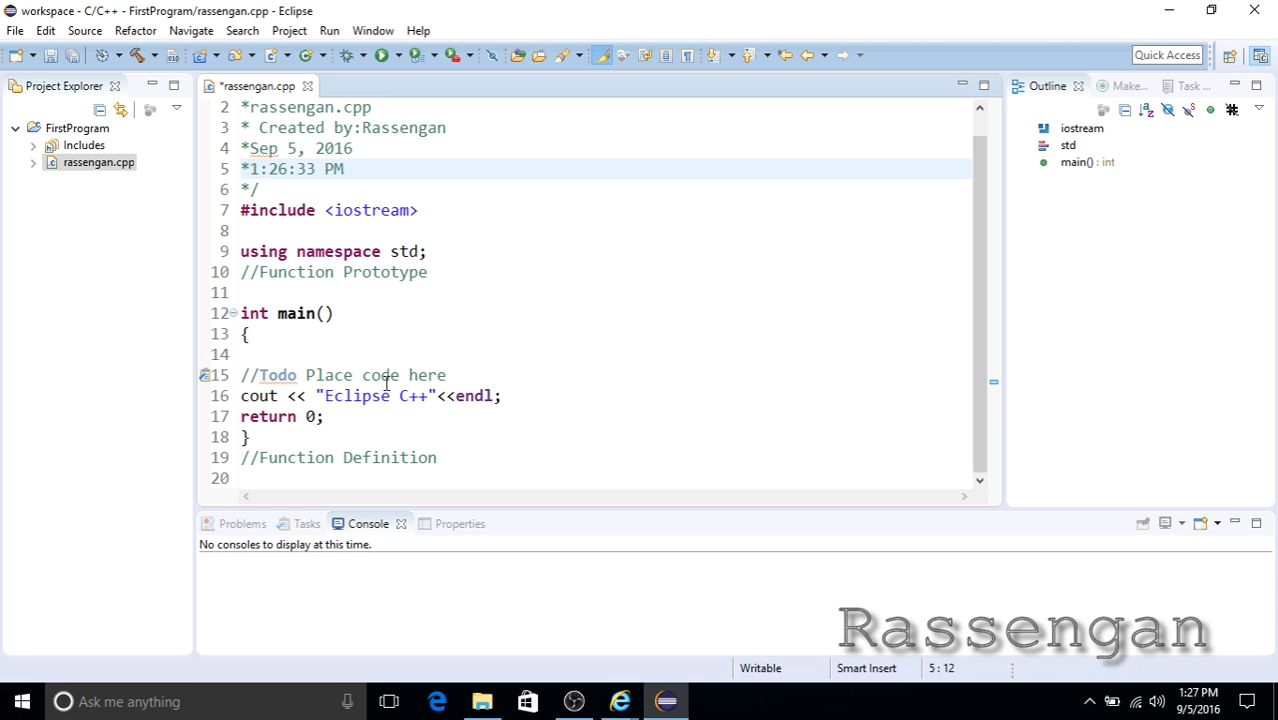 workspace - C/C++ - FirstProgram/rassengan.cpp - Eclipse
File Edit Source Refactor Navigate Search Project Run Window Help
Quick Access
Project Explorer
*rassengan.cpp
Outline
Make...
Task ...
FirstProgram
Includes
rassengan.cpp
2 *rassengan.cpp
3 * Created by:Rassengan
4 *Sep 5, 2016
5 *1:26:33 PM
6 */
7 #include <iostream>
8
9 using namespace std;
10 //Function Prototype
11
12 int main()
13 {
14
15 //Todo Place code here
16 cout << "Eclipse C++"<<endl;
17 return 0;
18 }
19 //Function Definition
20
iostream
std
main() : int
Problems Tasks Console Properties
No consoles to display at this time.
Rassengan
Writable Smart Insert 5 : 12
Ask me anything
1:27 PM
9/5/2016